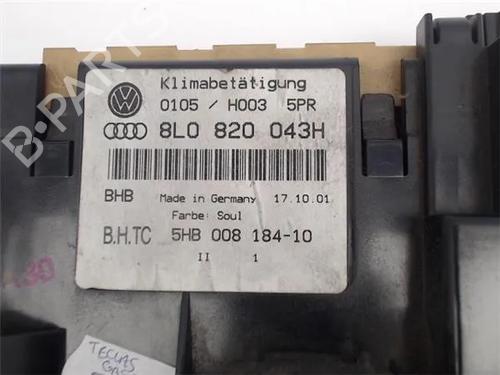 Klimabetätigung
0105 / H003 5PR
8L0 820 043H
BHB Made in Germany 17.10.01
Farbe: Soul
B.H.TC 5HB 008 184-10
II 1
TECLAS